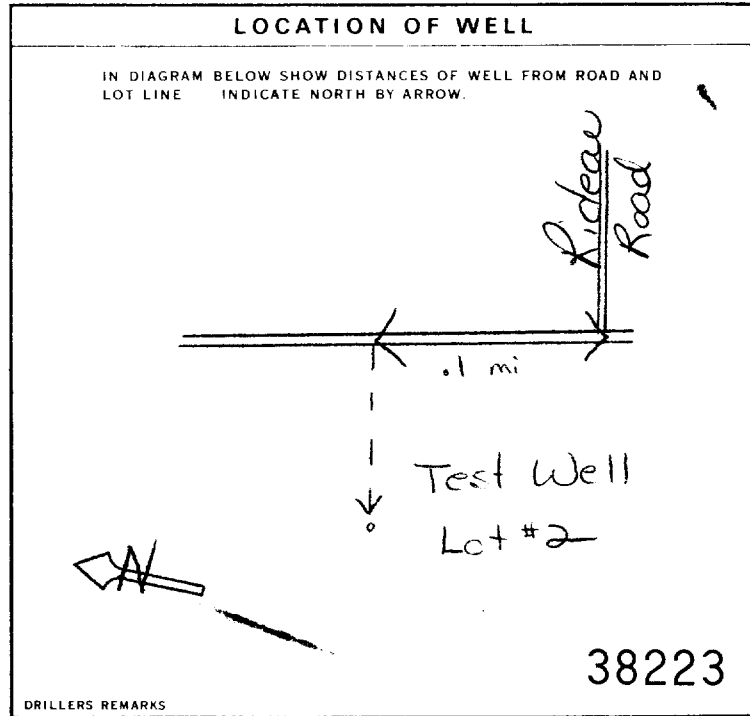 LOCATION OF WELL
IN DIAGRAM BELOW SHOW DISTANCES OF WELL FROM ROAD AND
LOT LINE INDICATE NORTH BY ARROW.
Rideau
Road
.1 mi
Test Well
Lot #2
N
38223
DRILLERS REMARKS